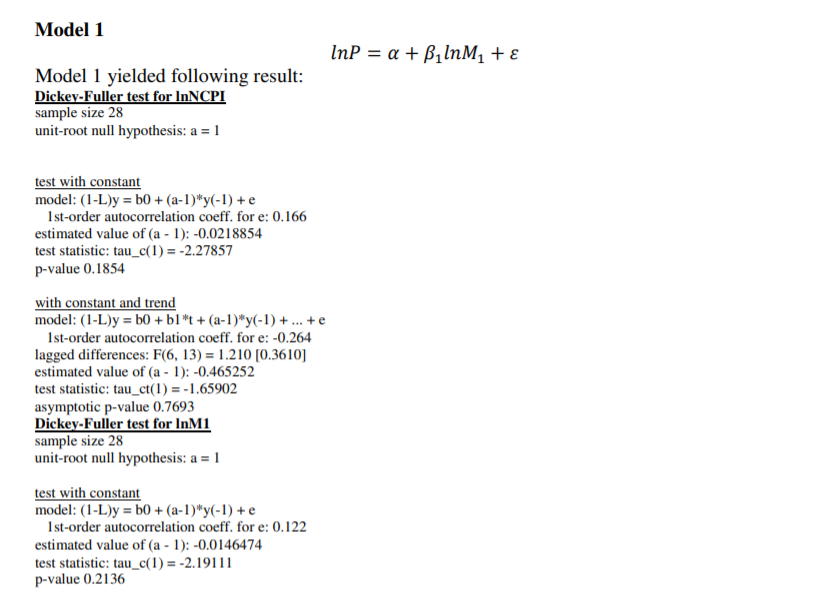 Model 1
lnP = α + β₁lnM₁ + ε
Model 1 yielded following result:
Dickey-Fuller test for lnNCPI
sample size 28
unit-root null hypothesis: a = 1
test with constant
model: (1-L)y = b0 + (a-1)*y(-1) + e
1st-order autocorrelation coeff. for e: 0.166
estimated value of (a - 1): -0.0218854
test statistic: tau_c(1) = -2.27857
p-value 0.1854
with constant and trend
model: (1-L)y = b0 + b1*t + (a-1)*y(-1) + ... + e
1st-order autocorrelation coeff. for e: -0.264
lagged differences: F(6, 13) = 1.210 [0.3610]
estimated value of (a - 1): -0.465252
test statistic: tau_ct(1) = -1.65902
asymptotic p-value 0.7693
Dickey-Fuller test for lnM1
sample size 28
unit-root null hypothesis: a = 1
test with constant
model: (1-L)y = b0 + (a-1)*y(-1) + e
1st-order autocorrelation coeff. for e: 0.122
estimated value of (a - 1): -0.0146474
test statistic: tau_c(1) = -2.19111
p-value 0.2136